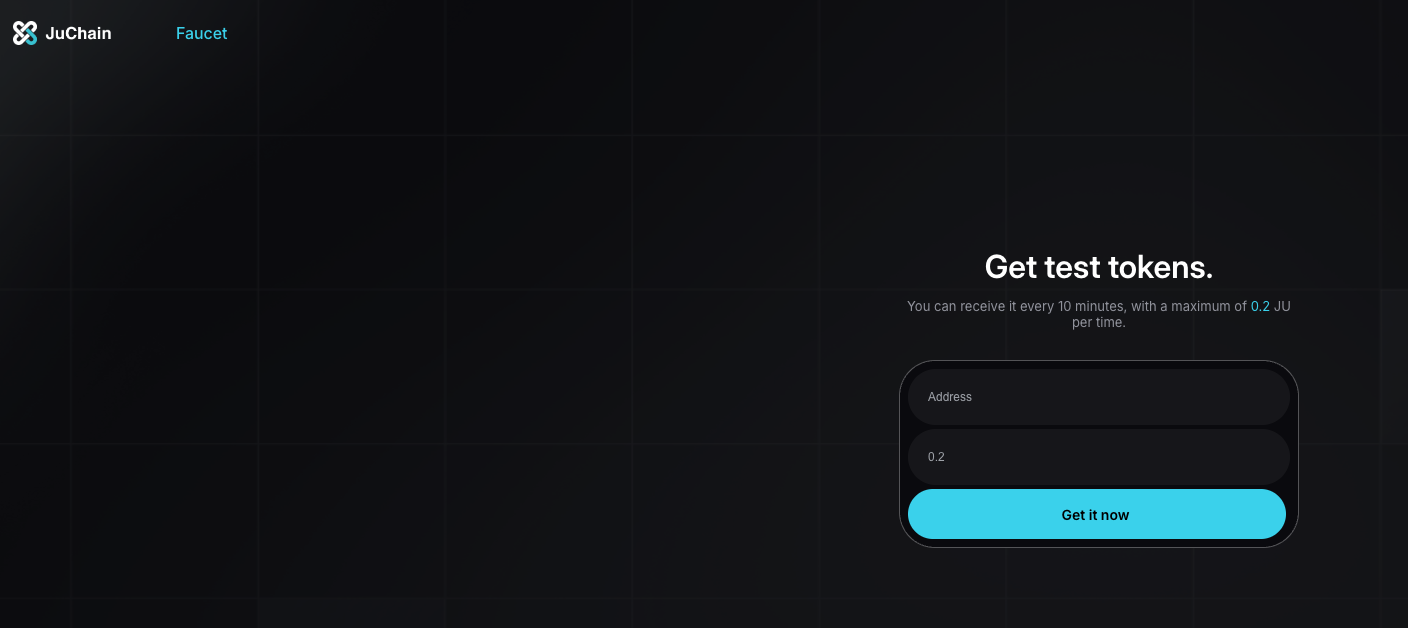 JuChain
Faucet
Get test tokens.
You can receive it every 10 minutes, with a maximum of 0.2 JU
per time.
Address
0.2
Get it now